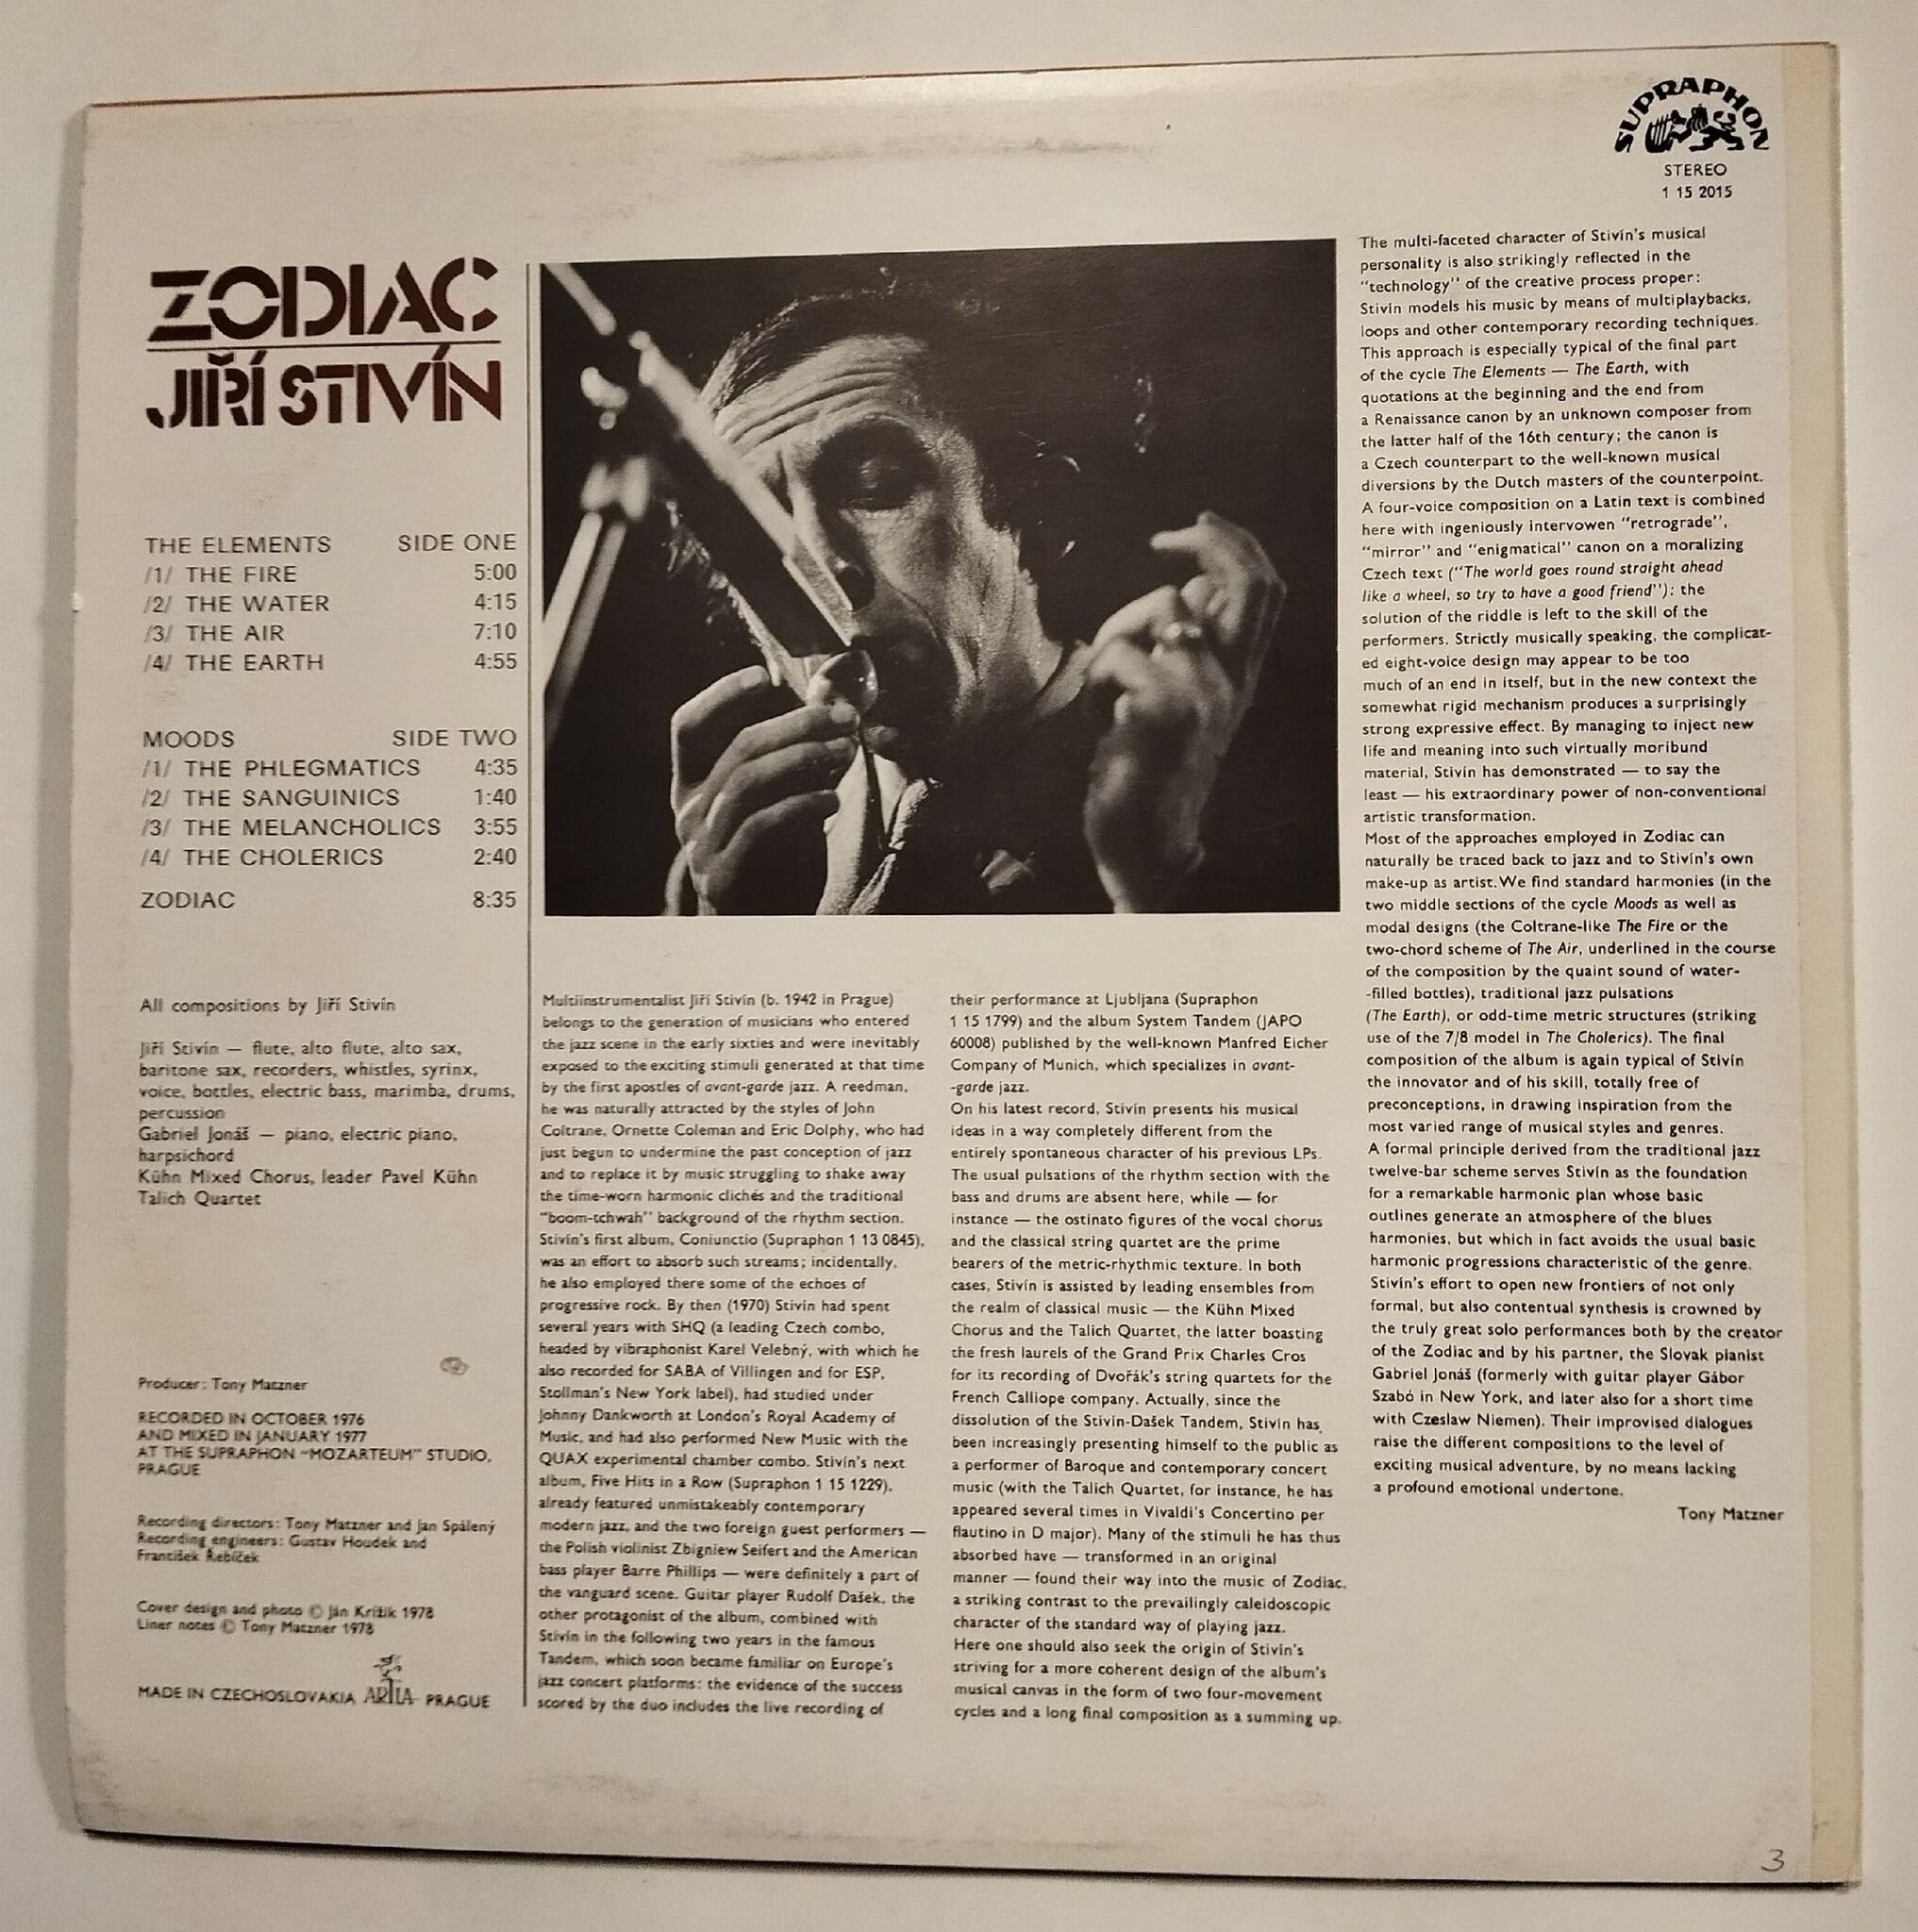 SUPRAPHON
STEREO
1 15 2015
ZODIAC
JIŘÍ STIVÍN
THE ELEMENTS SIDE ONE
/1/ THE FIRE 5:00
/2/ THE WATER 4:15
/3/ THE AIR 7:10
/4/ THE EARTH 4:55
MOODS SIDE TWO
/1/ THE PHLEGMATICS 4:35
/2/ THE SANGUINICS 1:40
/3/ THE MELANCHOLICS 3:55
/4/ THE CHOLERICS 2:40
ZODIAC 8:35
All compositions by Jiří Stivín
Jiří Stivín — flute, alto flute, alto sax,
baritone sax, recorders, whistles, syrinx,
voice, bottles, electric bass, marimba, drums,
percussion
Gabriel Jonáš — piano, electric piano,
harpsichord
Kühn Mixed Chorus, leader Pavel Kühn
Talich Quartet
Producer: Tony Matzner
RECORDED IN OCTOBER 1976
AND MIXED IN JANUARY 1977
AT THE SUPRAPHON "MOZARTEUM" STUDIO,
PRAGUE
Recording directors: Tony Matzner and Jan Spálený
Recording engineers: Gustav Houdek and
František Řebíček
Cover design and photo © Ján Krížik 1978
Liner notes © Tony Matzner 1978
MADE IN CZECHOSLOVAKIA ARTIA PRAGUE
Multiinstrumentalist Jiří Stivín (b. 1942 in Prague)
belongs to the generation of musicians who entered
the jazz scene in the early sixties and were inevitably
exposed to the exciting stimuli generated at that time
by the first apostles of avant-garde jazz. A reedman,
he was naturally attracted by the styles of John
Coltrane, Ornette Coleman and Eric Dolphy, who had
just begun to undermine the past conception of jazz
and to replace it by music struggling to shake away
the time-worn harmonic clichés and the traditional
"boom-tchwah" background of the rhythm section.
Stivín's first album, Coniunctio (Supraphon 1 13 0845),
was an effort to absorb such streams; incidentally,
he also employed there some of the echoes of
progressive rock. By then (1970) Stivín had spent
several years with SHQ (a leading Czech combo,
headed by vibraphonist Karel Velebný, with which he
also recorded for SABA of Villingen and for ESP,
Stollman's New York label), had studied under
Johnny Dankworth at London's Royal Academy of
Music, and had also performed New Music with the
QUAX experimental chamber combo. Stivín's next
album, Five Hits in a Row (Supraphon 1 15 1229),
already featured unmistakeably contemporary
modern jazz, and the two foreign guest performers —
the Polish violinist Zbigniew Seifert and the American
bass player Barre Phillips — were definitely a part of
the vanguard scene. Guitar player Rudolf Dašek, the
other protagonist of the album, combined with
Stivín in the following two years in the famous
Tandem, which soon became familiar on Europe's
jazz concert platforms: the evidence of the success
scored by the duo includes the live recording of
their performance at Ljubljana (Supraphon
1 15 1799) and the album System Tandem (JAPO
60008) published by the well-known Manfred Eicher
Company of Munich, which specializes in avant-
-garde jazz.
On his latest record, Stivín presents his musical
ideas in a way completely different from the
entirely spontaneous character of his previous LPs.
The usual pulsations of the rhythm section with the
bass and drums are absent here, while — for
instance — the ostinato figures of the vocal chorus
and the classical string quartet are the prime
bearers of the metric-rhythmic texture. In both
cases, Stivín is assisted by leading ensembles from
the realm of classical music — the Kühn Mixed
Chorus and the Talich Quartet, the latter boasting
the fresh laurels of the Grand Prix Charles Cros
for its recording of Dvořák's string quartets for the
French Calliope company. Actually, since the
dissolution of the Stivín-Dašek Tandem, Stivín has,
been increasingly presenting himself to the public as
a performer of Baroque and contemporary concert
music (with the Talich Quartet, for instance, he has
appeared several times in Vivaldi's Concertino per
flautino in D major). Many of the stimuli he has thus
absorbed have — transformed in an original
manner — found their way into the music of Zodiac,
a striking contrast to the prevailingly caleidoscopic
character of the standard way of playing jazz.
Here one should also seek the origin of Stivín's
striving for a more coherent design of the album's
musical canvas in the form of two four-movement
cycles and a long final composition as a summing up.
The multi-faceted character of Stivín's musical
personality is also strikingly reflected in the
"technology" of the creative process proper:
Stivín models his music by means of multiplaybacks,
loops and other contemporary recording techniques.
This approach is especially typical of the final part
of the cycle The Elements — The Earth, with
quotations at the beginning and the end from
a Renaissance canon by an unknown composer from
the latter half of the 16th century; the canon is
a Czech counterpart to the well-known musical
diversions by the Dutch masters of the counterpoint.
A four-voice composition on a Latin text is combined
here with ingeniously intervowen "retrograde",
"mirror" and "enigmatical" canon on a moralizing
Czech text ("The world goes round straight ahead
like a wheel, so try to have a good friend"): the
solution of the riddle is left to the skill of the
performers. Strictly musically speaking, the complicat-
ed eight-voice design may appear to be too
much of an end in itself, but in the new context the
somewhat rigid mechanism produces a surprisingly
strong expressive effect. By managing to inject new
life and meaning into such virtually moribund
material, Stivín has demonstrated — to say the
least — his extraordinary power of non-conventional
artistic transformation.
Most of the approaches employed in Zodiac can
naturally be traced back to jazz and to Stivín's own
make-up as artist. We find standard harmonies (in the
two middle sections of the cycle Moods as well as
modal designs (the Coltrane-like The Fire or the
two-chord scheme of The Air, underlined in the course
of the composition by the quaint sound of water-
-filled bottles), traditional jazz pulsations
(The Earth), or odd-time metric structures (striking
use of the 7/8 model in The Cholerics). The final
composition of the album is again typical of Stivín
the innovator and of his skill, totally free of
preconceptions, in drawing inspiration from the
most varied range of musical styles and genres.
A formal principle derived from the traditional jazz
twelve-bar scheme serves Stivín as the foundation
for a remarkable harmonic plan whose basic
outlines generate an atmosphere of the blues
harmonies, but which in fact avoids the usual basic
harmonic progressions characteristic of the genre.
Stivín's effort to open new frontiers of not only
formal, but also contentual synthesis is crowned by
the truly great solo performances both by the creator
of the Zodiac and by his partner, the Slovak pianist
Gabriel Jonáš (formerly with guitar player Gábor
Szabó in New York, and later also for a short time
with Czeslaw Niemen). Their improvised dialogues
raise the different compositions to the level of
exciting musical adventure, by no means lacking
a profound emotional undertone.
Tony Matzner
3